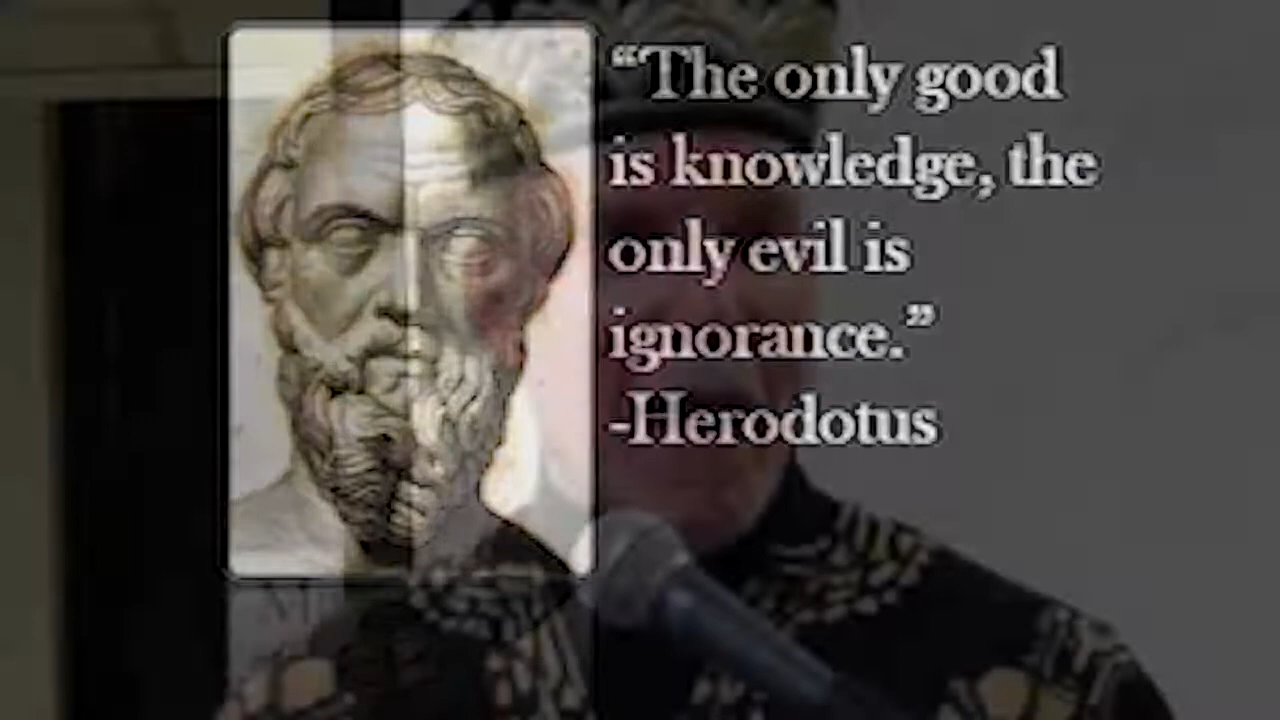 “The only good
is knowledge, the
only evil is
ignorance.”
-Herodotus